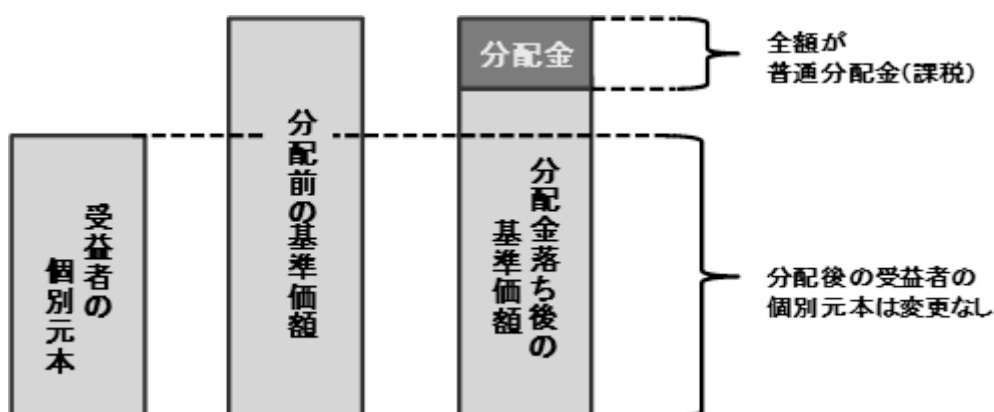 受益者の
個別元本
分配前の基準価額
分配金
分配金落ち後の
基準価額
全額が
普通分配金(課税)
分配後の受益者の
個別元本は変更なし